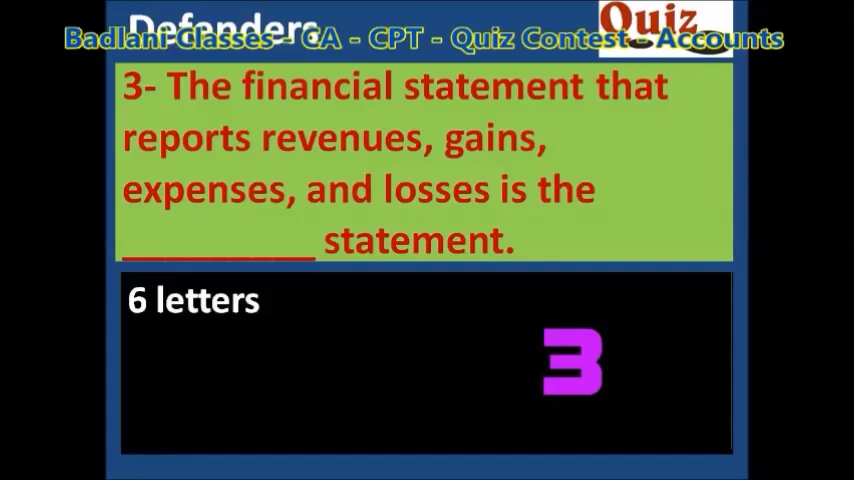 Defenders
Quiz
Badlani Classes - CA - CPT - Quiz Contest - Accounts
3- The financial statement that
reports revenues, gains,
expenses, and losses is the
_________ statement.
6 letters
3